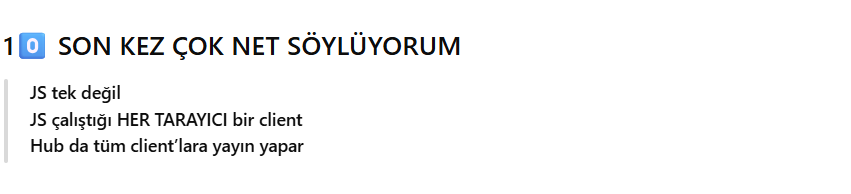 10️⃣ SON KEZ ÇOK NET SÖYLÜYORUM
JS tek değil
JS çalıştığı HER TARAYICI bir client
Hub da tüm client’lara yayın yapar